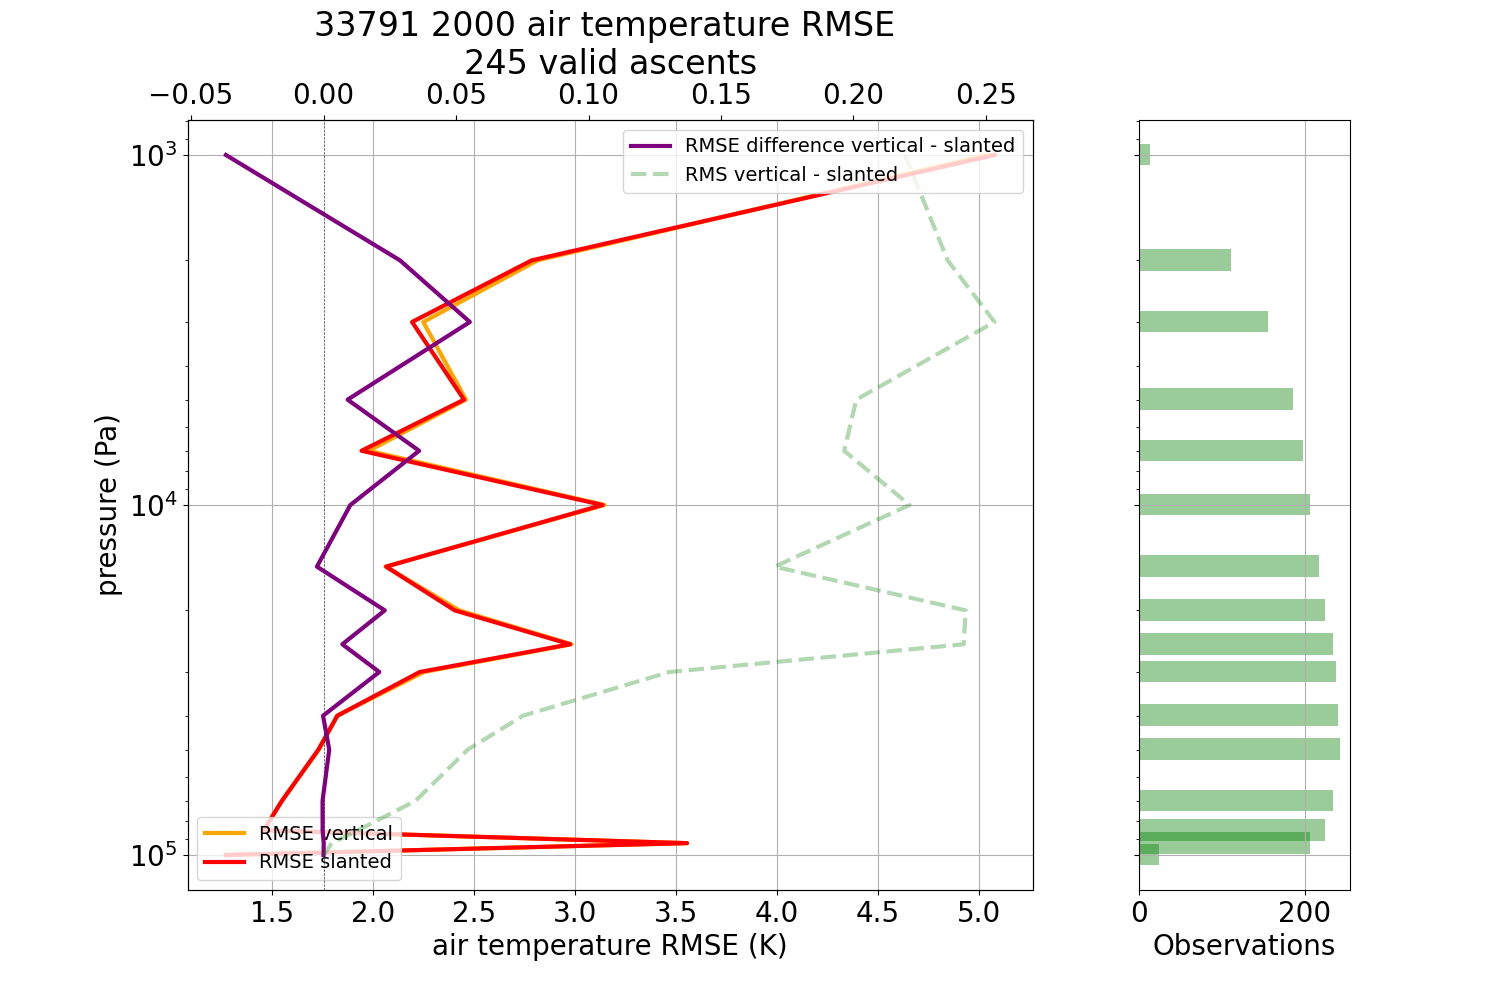 33791 2000 air temperature RMSE
245 valid ascents
−0.05 0.00 0.05 0.10 0.15 0.20 0.25
RMSE difference vertical - slanted
RMS vertical - slanted
10³
10⁴
10⁵
pressure (Pa)
RMSE vertical
RMSE slanted
1.5 2.0 2.5 3.0 3.5 4.0 4.5 5.0
air temperature RMSE (K)
0 200
Observations